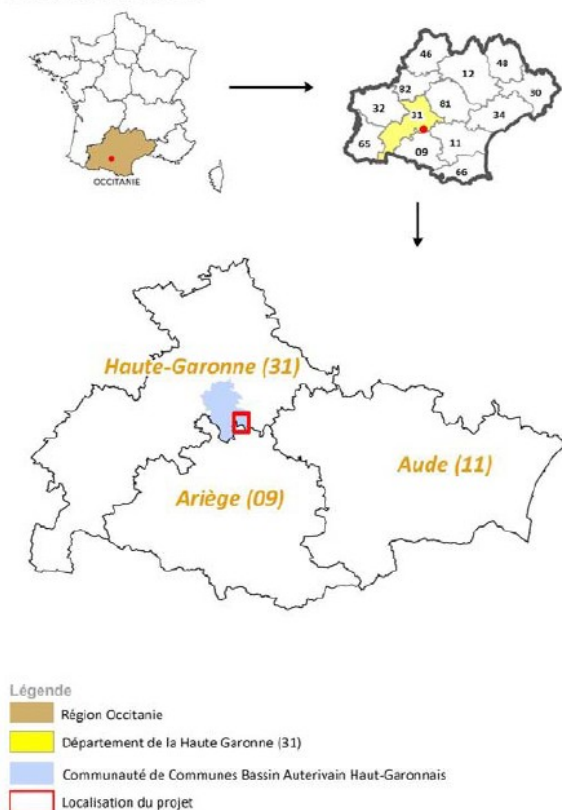 46
48
12
82
30
32
31
81
34
65
09
11
66
OCCITANIE
Haute-Garonne (31)
Aude (11)
Ariège (09)
Légende
Région Occitanie
Département de la Haute Garonne (31)
Communauté de Communes Bassin Auterivain Haut-Garonnais
Localisation du projet